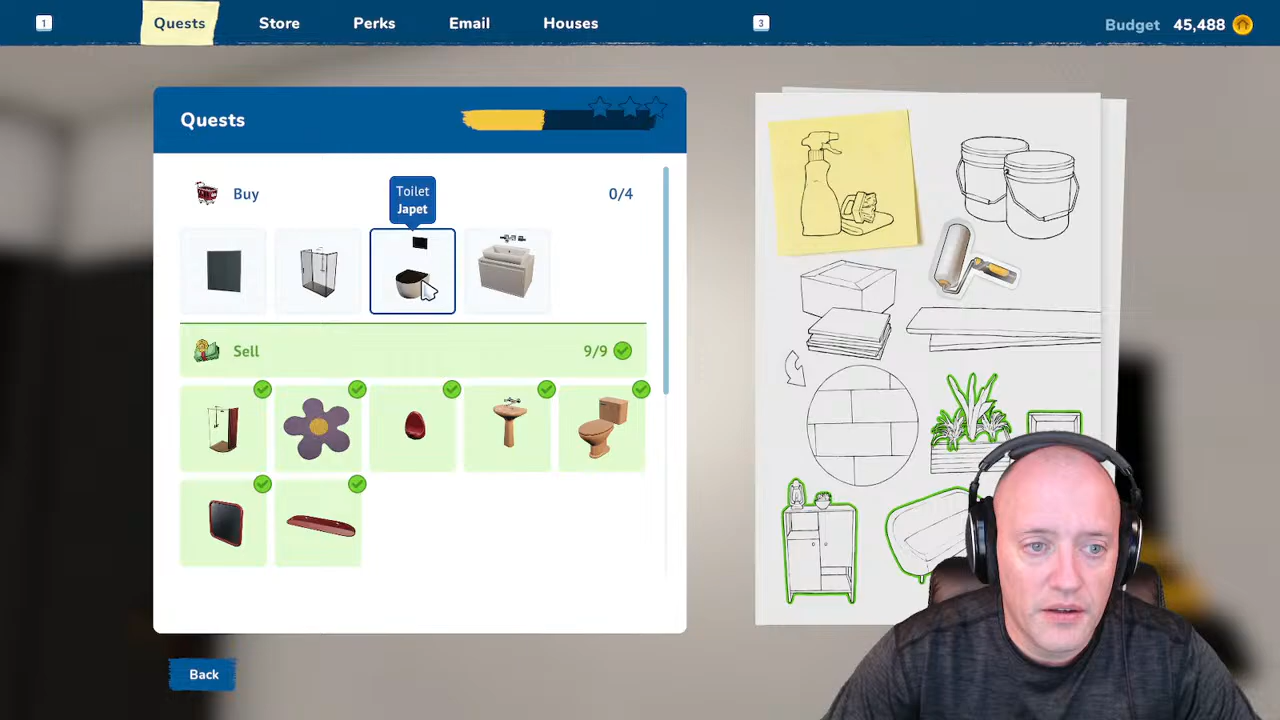 1
Quests
Store
Perks
Email
Houses
3
Budget 45,488
Quests
Buy
0/4
Toilet
Japet
Sell
9/9
Back